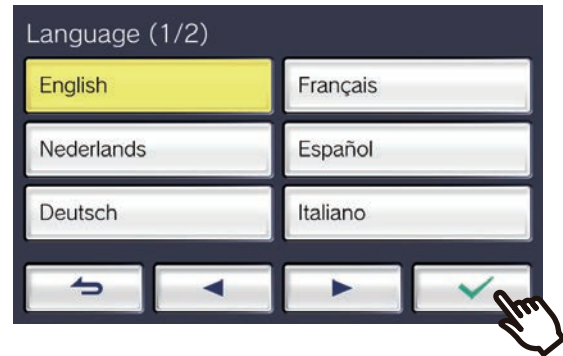 Language (1/2)
English
Français
Nederlands
Español
Deutsch
Italiano